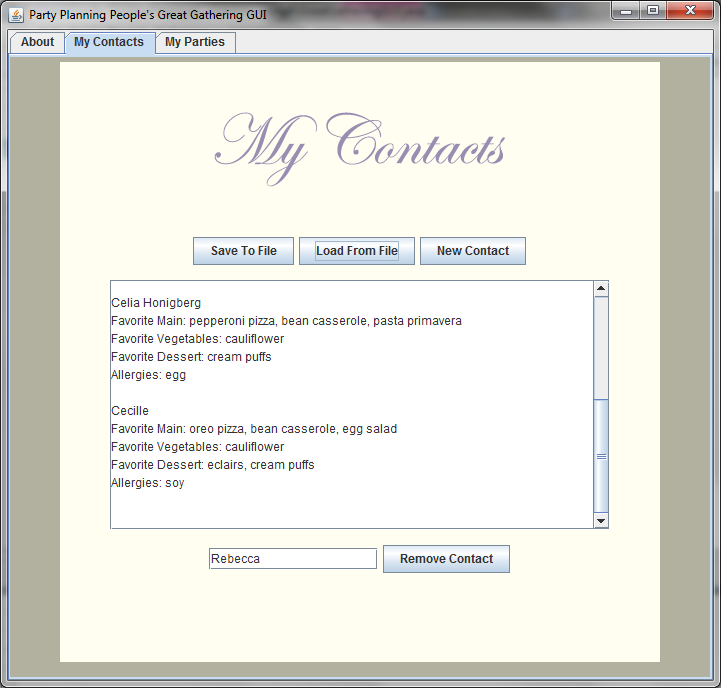 Party Planning People's Great Gathering GUI
About
My Contacts
My Parties
My Contacts
Save To File
Load From File
New Contact
Celia Honigberg
Favorite Main: pepperoni pizza, bean casserole, pasta primavera
Favorite Vegetables: cauliflower
Favorite Dessert: cream puffs
Allergies: egg
Cecille
Favorite Main: oreo pizza, bean casserole, egg salad
Favorite Vegetables: cauliflower
Favorite Dessert: eclairs, cream puffs
Allergies: soy
Rebecca
Remove Contact